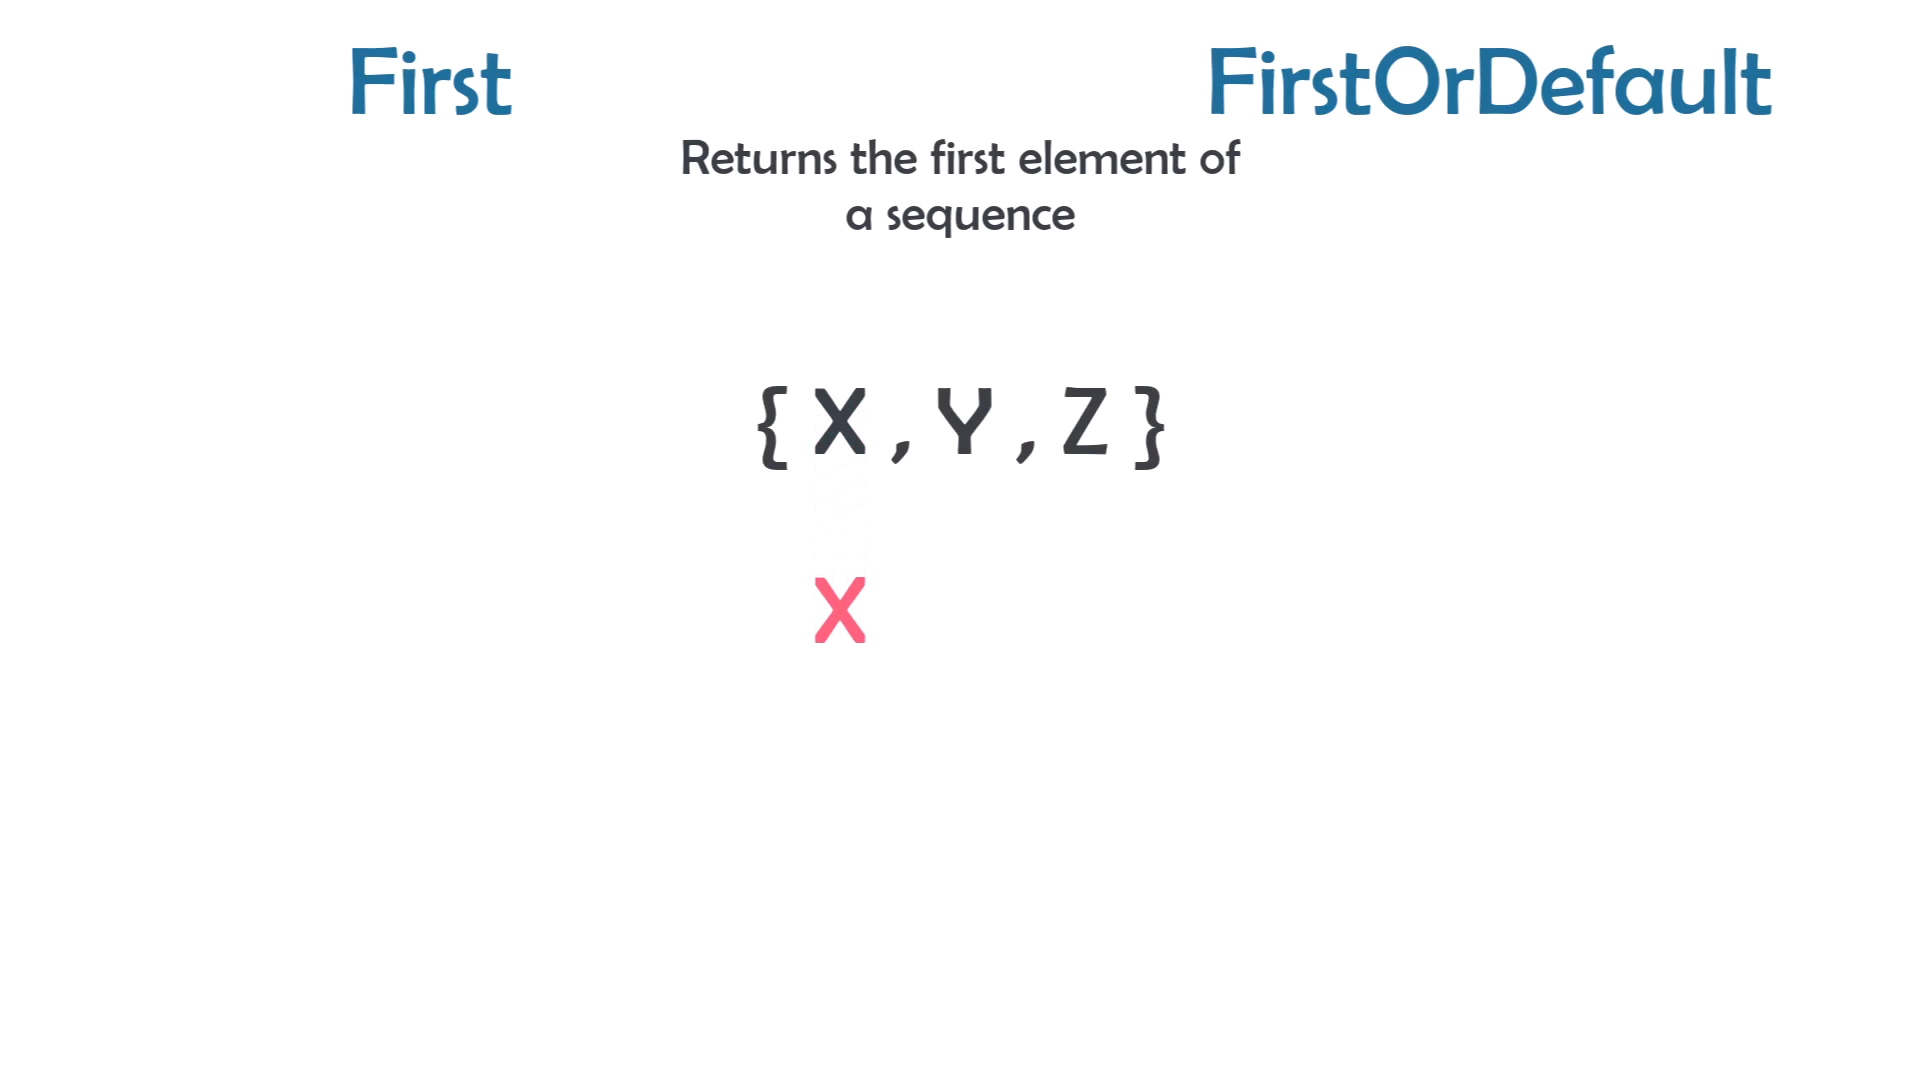 First
FirstOrDefault
Returns the first element of
a sequence
{ X , Y , Z }
X